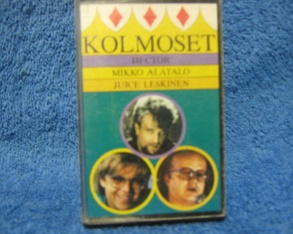 KOLMOSET
HECTOR
MIKKO ALATALO
JUICE LESKINEN